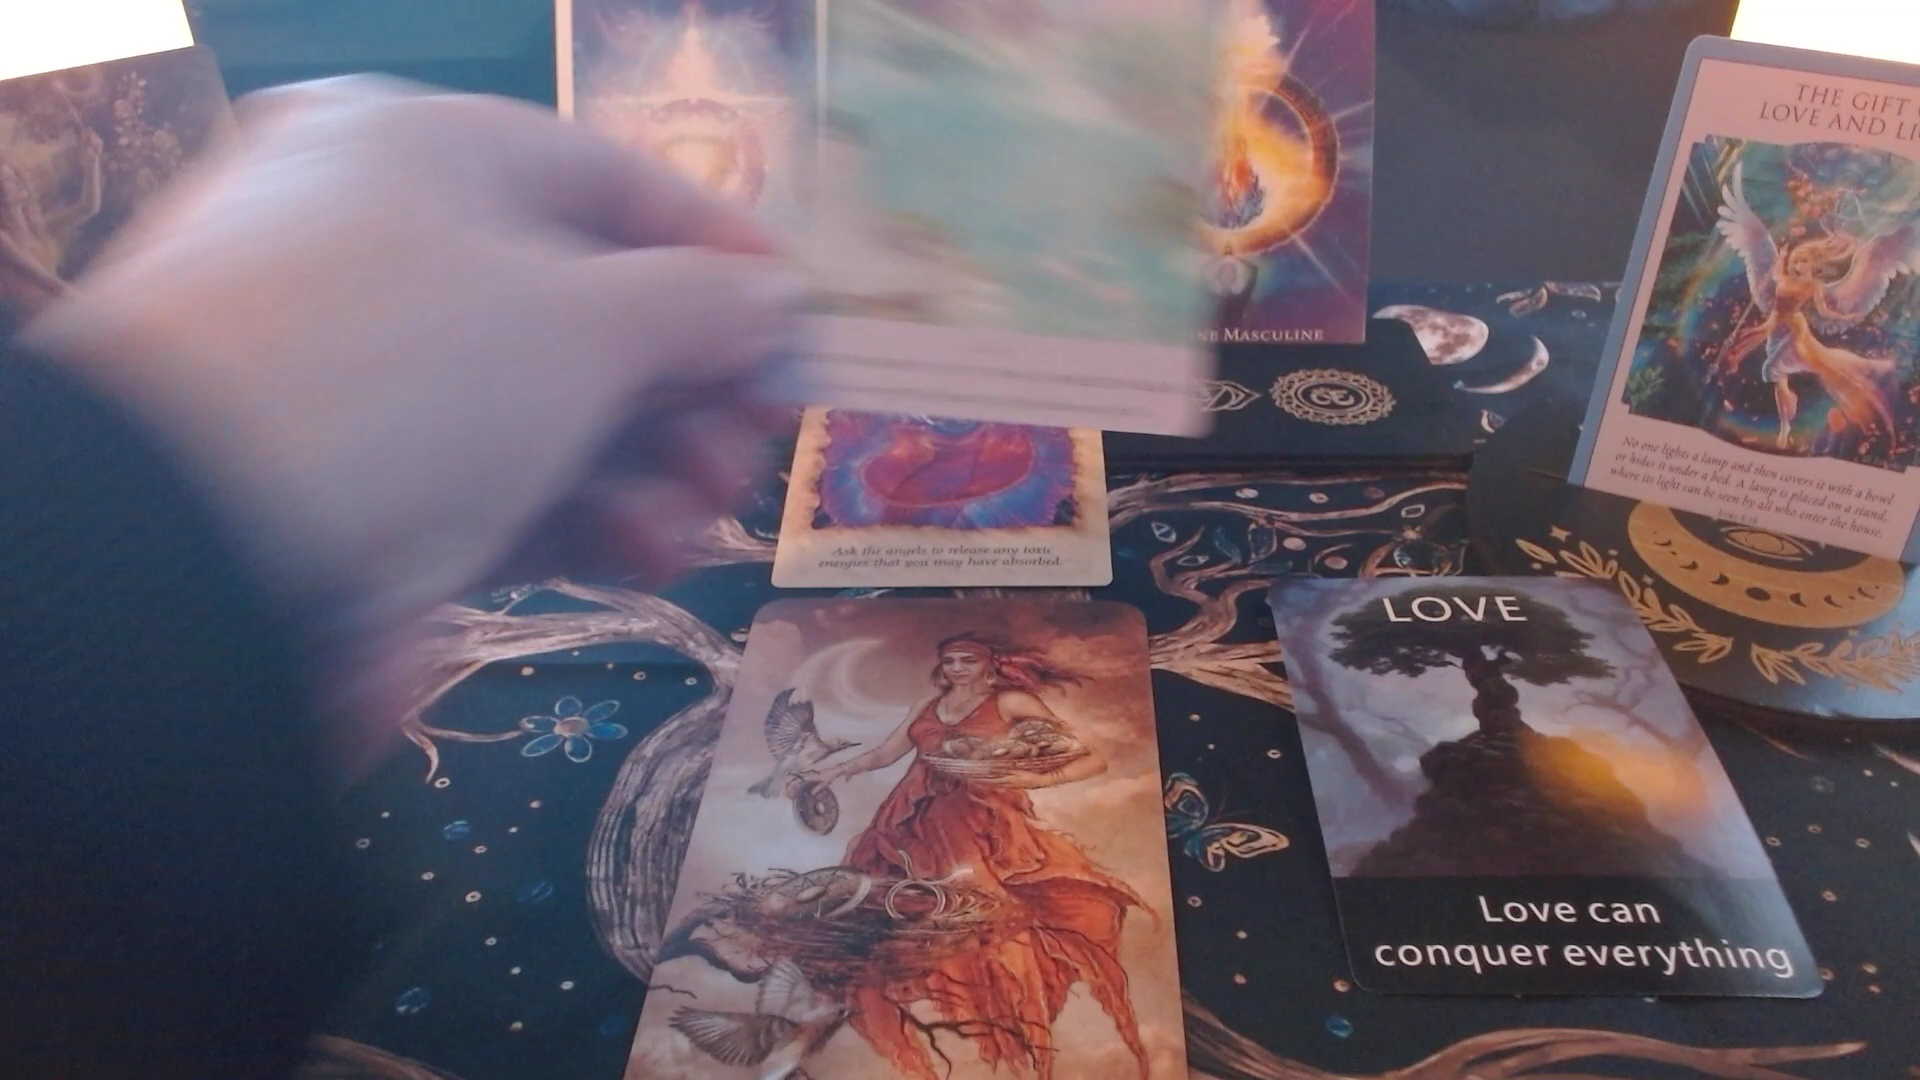 NE MASCULINE
THE GIFT
LOVE AND LI
No one lights a lamp and then covers it with a bowl
or hides it under a bed. A lamp is placed on a stand,
where its light can be seen by all who enter the house.
Ask the angels to release any toxic
energies that you may have absorbed.
LOVE
Love can
conquer everything